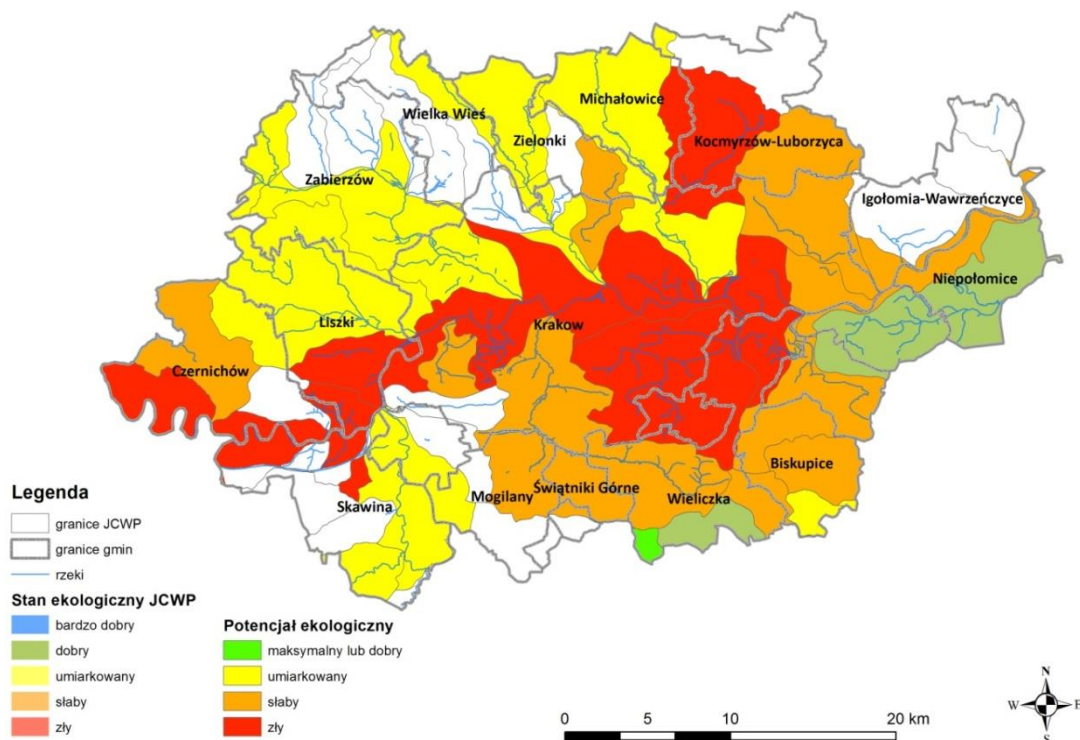 Wielka Wieś
Michałowice
Zielonki
Kocmyrzów-Luborzyca
Zabierzów
Igołomia-Wawrzeńczyce
Niepołomice
Liszki
Krakow
Czernichów
Biskupice
Skawina
Mogilany
Świątniki Górne
Wieliczka
Legenda
granice JCWP
granice gmin
rzeki
Stan ekologiczny JCWP
bardzo dobry
dobry
umiarkowany
słaby
zły
Potencjał ekologiczny
maksymalny lub dobry
umiarkowany
słaby
zły
0 5 10 20 km
N
W E
S